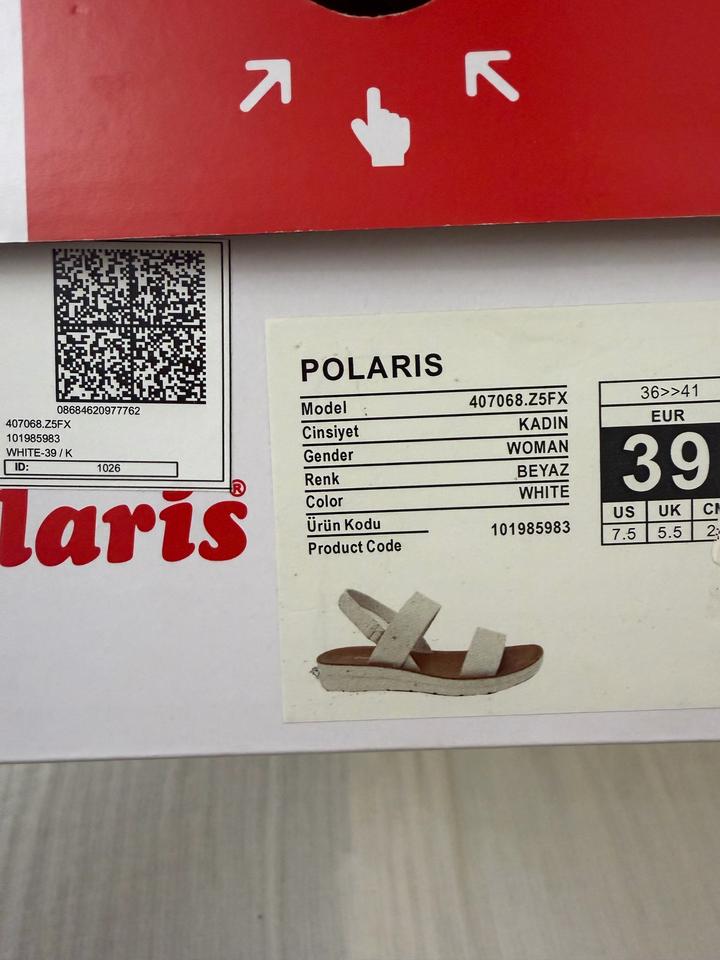 08684620977762
407068.Z5FX
101985983
WHITE-39 / K
ID: 1026
laris®
POLARIS
Model 407068.Z5FX
Cinsiyet KADIN
Gender WOMAN
Renk BEYAZ
Color WHITE
Ürün Kodu
Product Code 101985983
36>>41
EUR
39
US UK
7.5 5.5